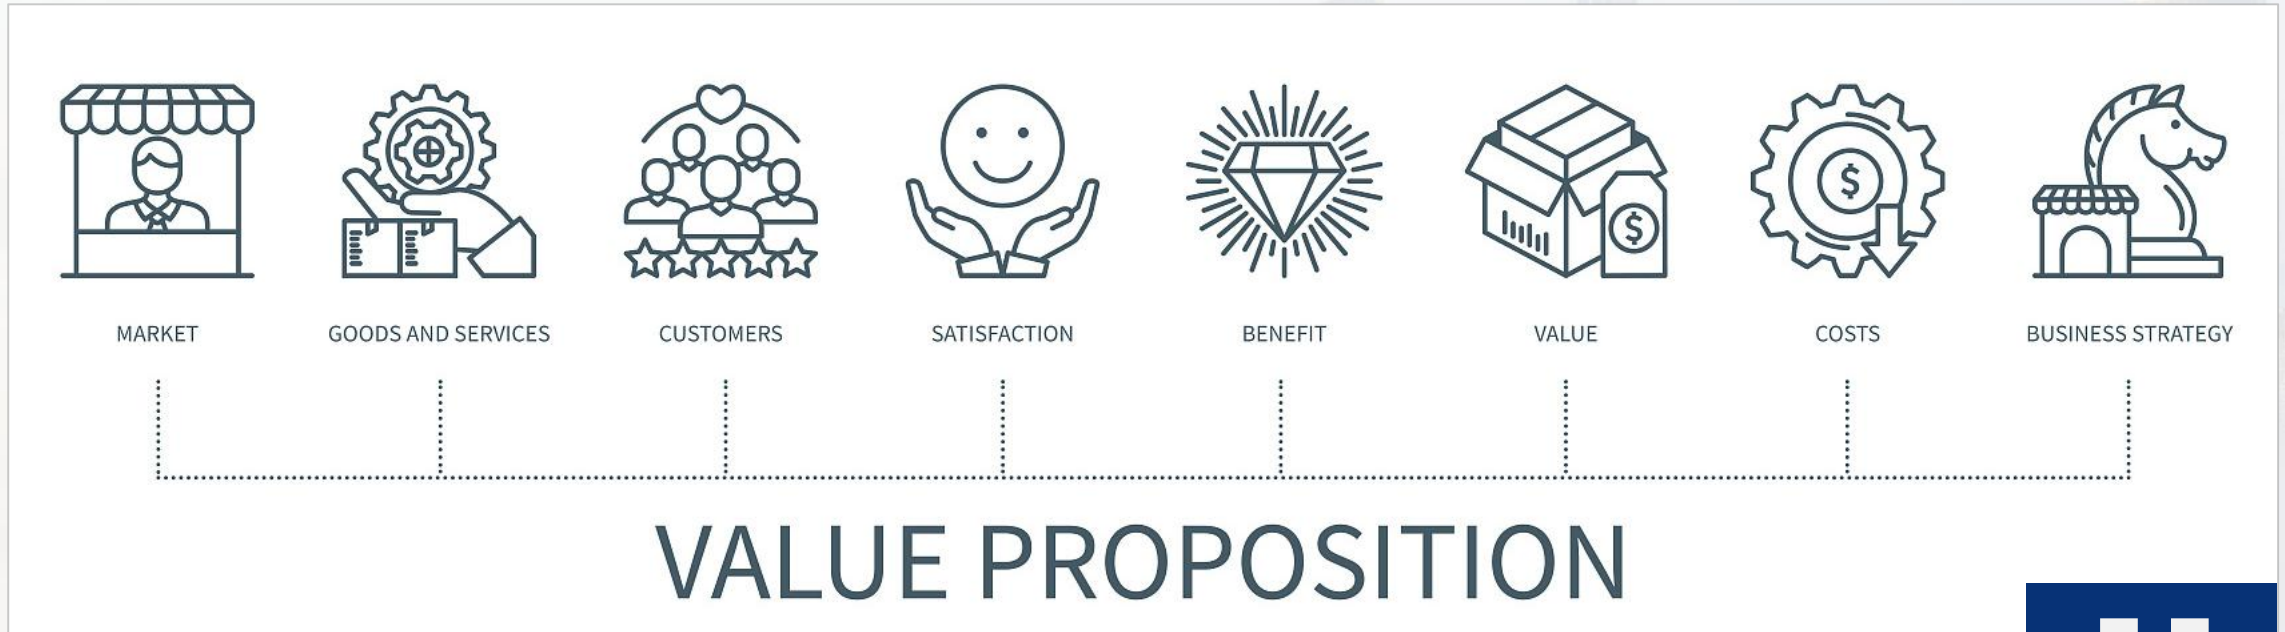 MARKET
GOODS AND SERVICES
CUSTOMERS
SATISFACTION
BENEFIT
VALUE
COSTS
BUSINESS STRATEGY
VALUE PROPOSITION